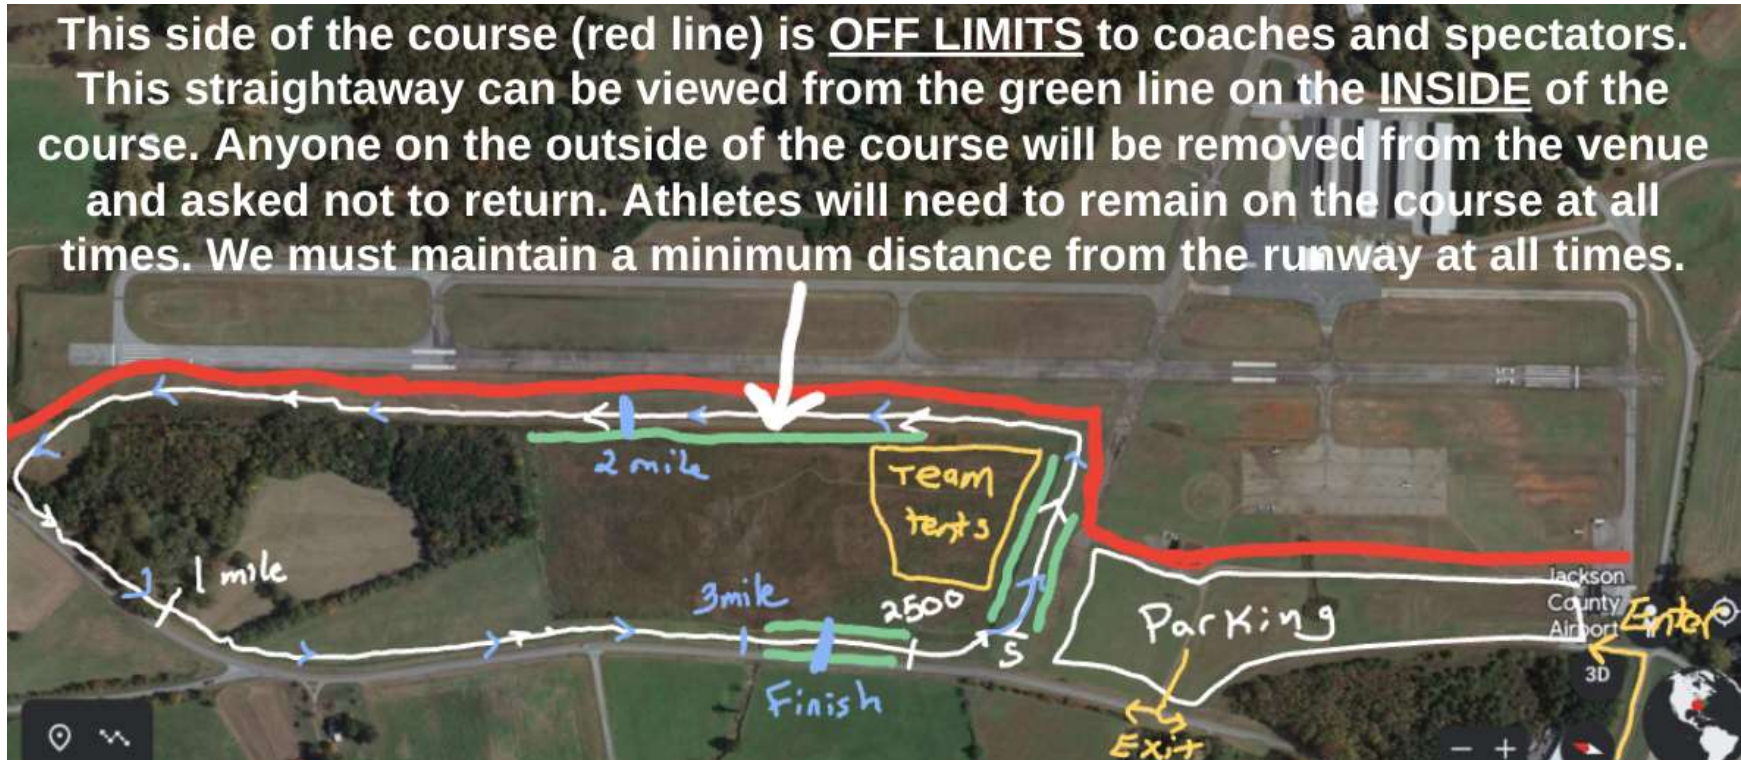 This side of the course (red line) is OFF LIMITS to coaches and spectators.
This straightaway can be viewed from the green line on the INSIDE of the
course. Anyone on the outside of the course will be removed from the venue
and asked not to return. Athletes will need to remain on the course at all
times. We must maintain a minimum distance from the runway at all times.
2 mile
Team
tents
1 mile
3mile
2500
S
Finish
Parking
Jackson
County
Airport
Enter
3D
Exit